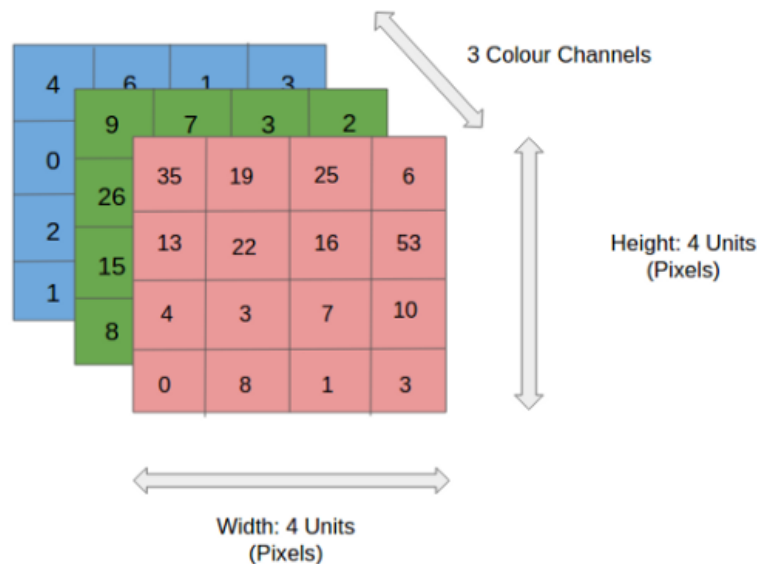 3 Colour Channels
4 6 1 3
9 7 3 2
0
35 19 25 6
26
2
13 22 16 53
Height: 4 Units
(Pixels)
15
1
4 3 7 10
8
0 8 1 3
Width: 4 Units
(Pixels)